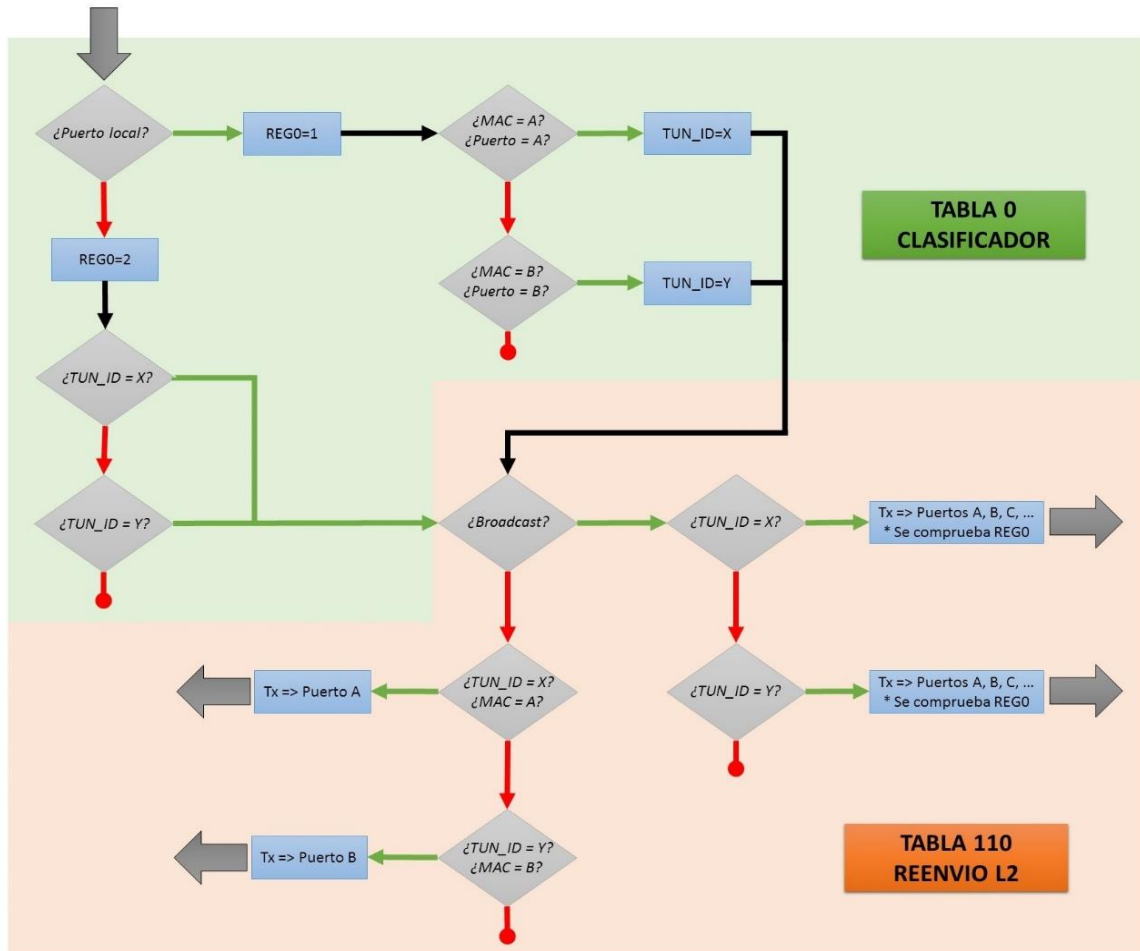 ¿Puerto local?
REG0=1
¿MAC = A?
¿Puerto = A?
TUN_ID=X
TABLA 0
CLASIFICADOR
REG0=2
¿MAC = B?
¿Puerto = B?
TUN_ID=Y
¿TUN_ID = X?
¿TUN_ID = Y?
¿Broadcast?
¿TUN_ID = X?
Tx => Puertos A, B, C, ...
* Se comprueba REG0
Tx => Puerto A
¿TUN_ID = X?
¿MAC = A?
¿TUN_ID = Y?
Tx => Puertos A, B, C, ...
* Se comprueba REG0
Tx => Puerto B
¿TUN_ID = Y?
¿MAC = B?
TABLA 110
REENVIO L2